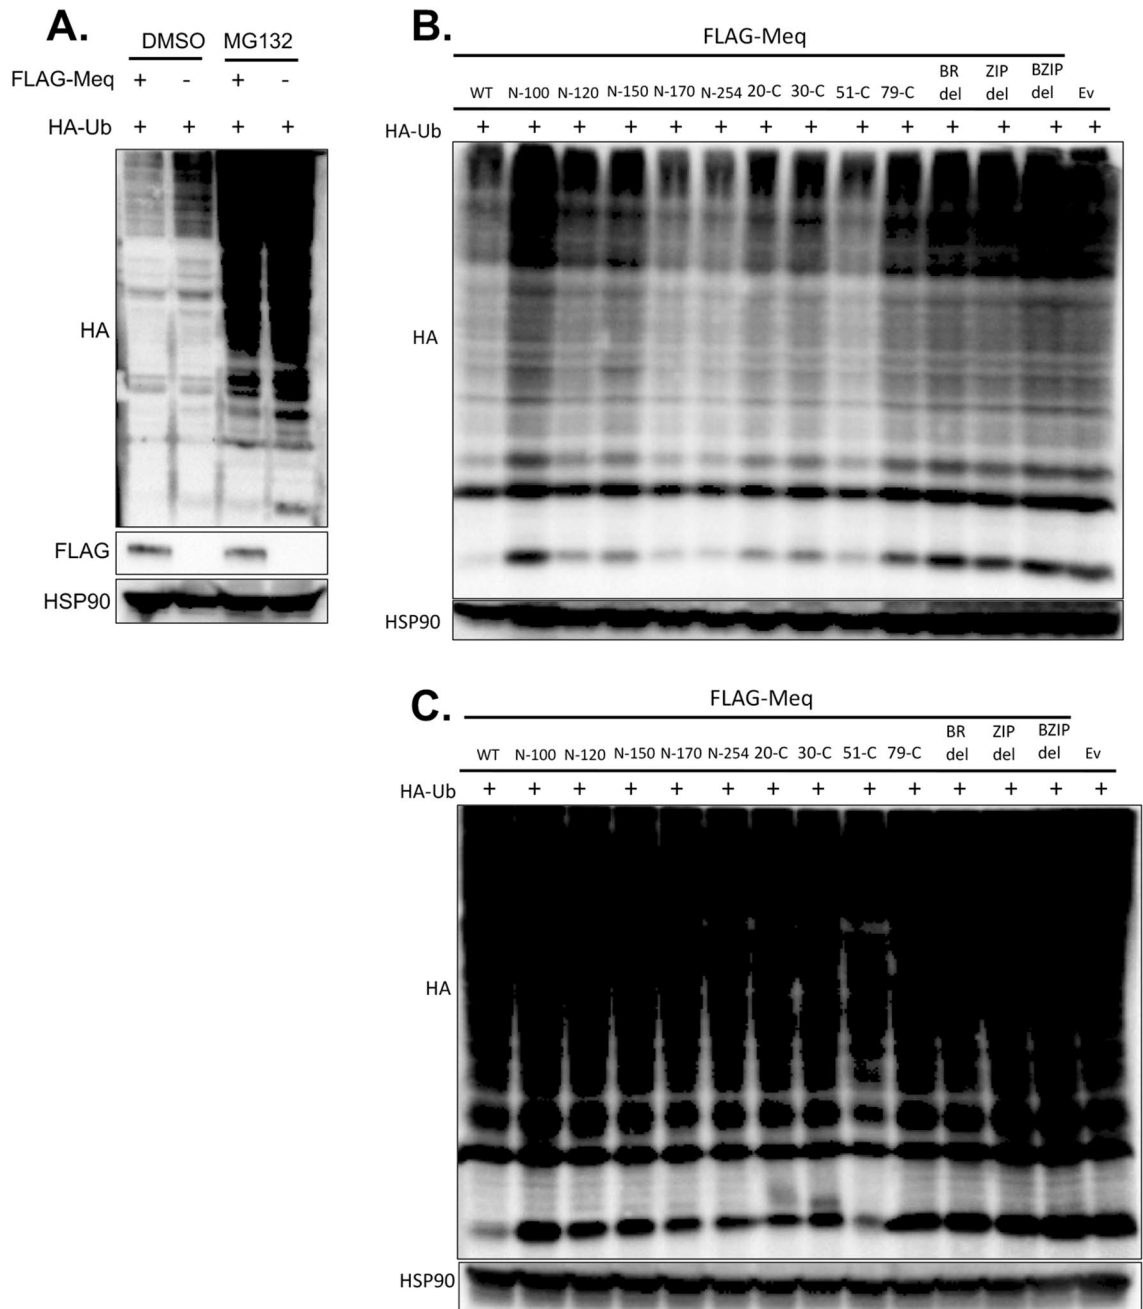 A.
DMSO MG132
FLAG-Meq + - + -
HA-Ub + + + +
HA
FLAG
HSP90
B.
FLAG-Meq
WT N-100 N-120 N-150 N-170 N-254 20-C 30-C 51-C 79-C BR del ZIP del BZIP del Ev
HA-Ub + + + + + + + + + + + + + +
HA
HSP90
C.
FLAG-Meq
WT N-100 N-120 N-150 N-170 N-254 20-C 30-C 51-C 79-C BR del ZIP del BZIP del Ev
HA-Ub + + + + + + + + + + + + + +
HA
HSP90